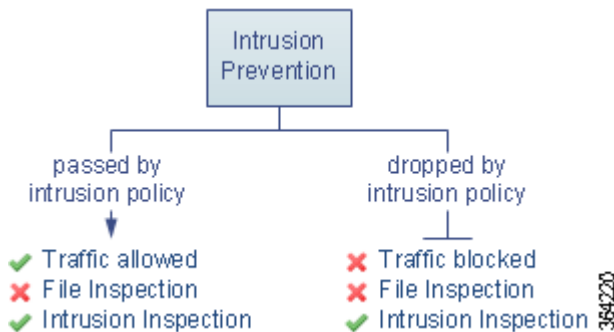 Intrusion
Prevention
passed by
intrusion policy
Traffic allowed
File Inspection
Intrusion Inspection
dropped by
intrusion policy
Traffic blocked
File Inspection
Intrusion Inspection